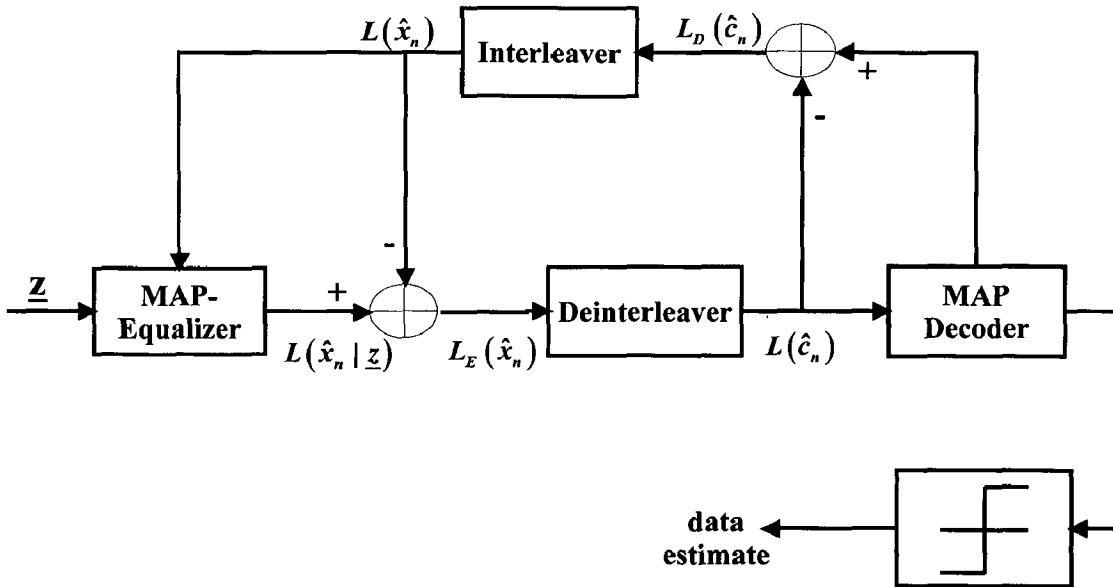 L(x̂ₙ)
Interleaver
L_D(ĉₙ)
+
-
-
z
MAP-
Equalizer
+
L(x̂ₙ | z)
L_E(x̂ₙ)
Deinterleaver
L(ĉₙ)
MAP
Decoder
data
estimate